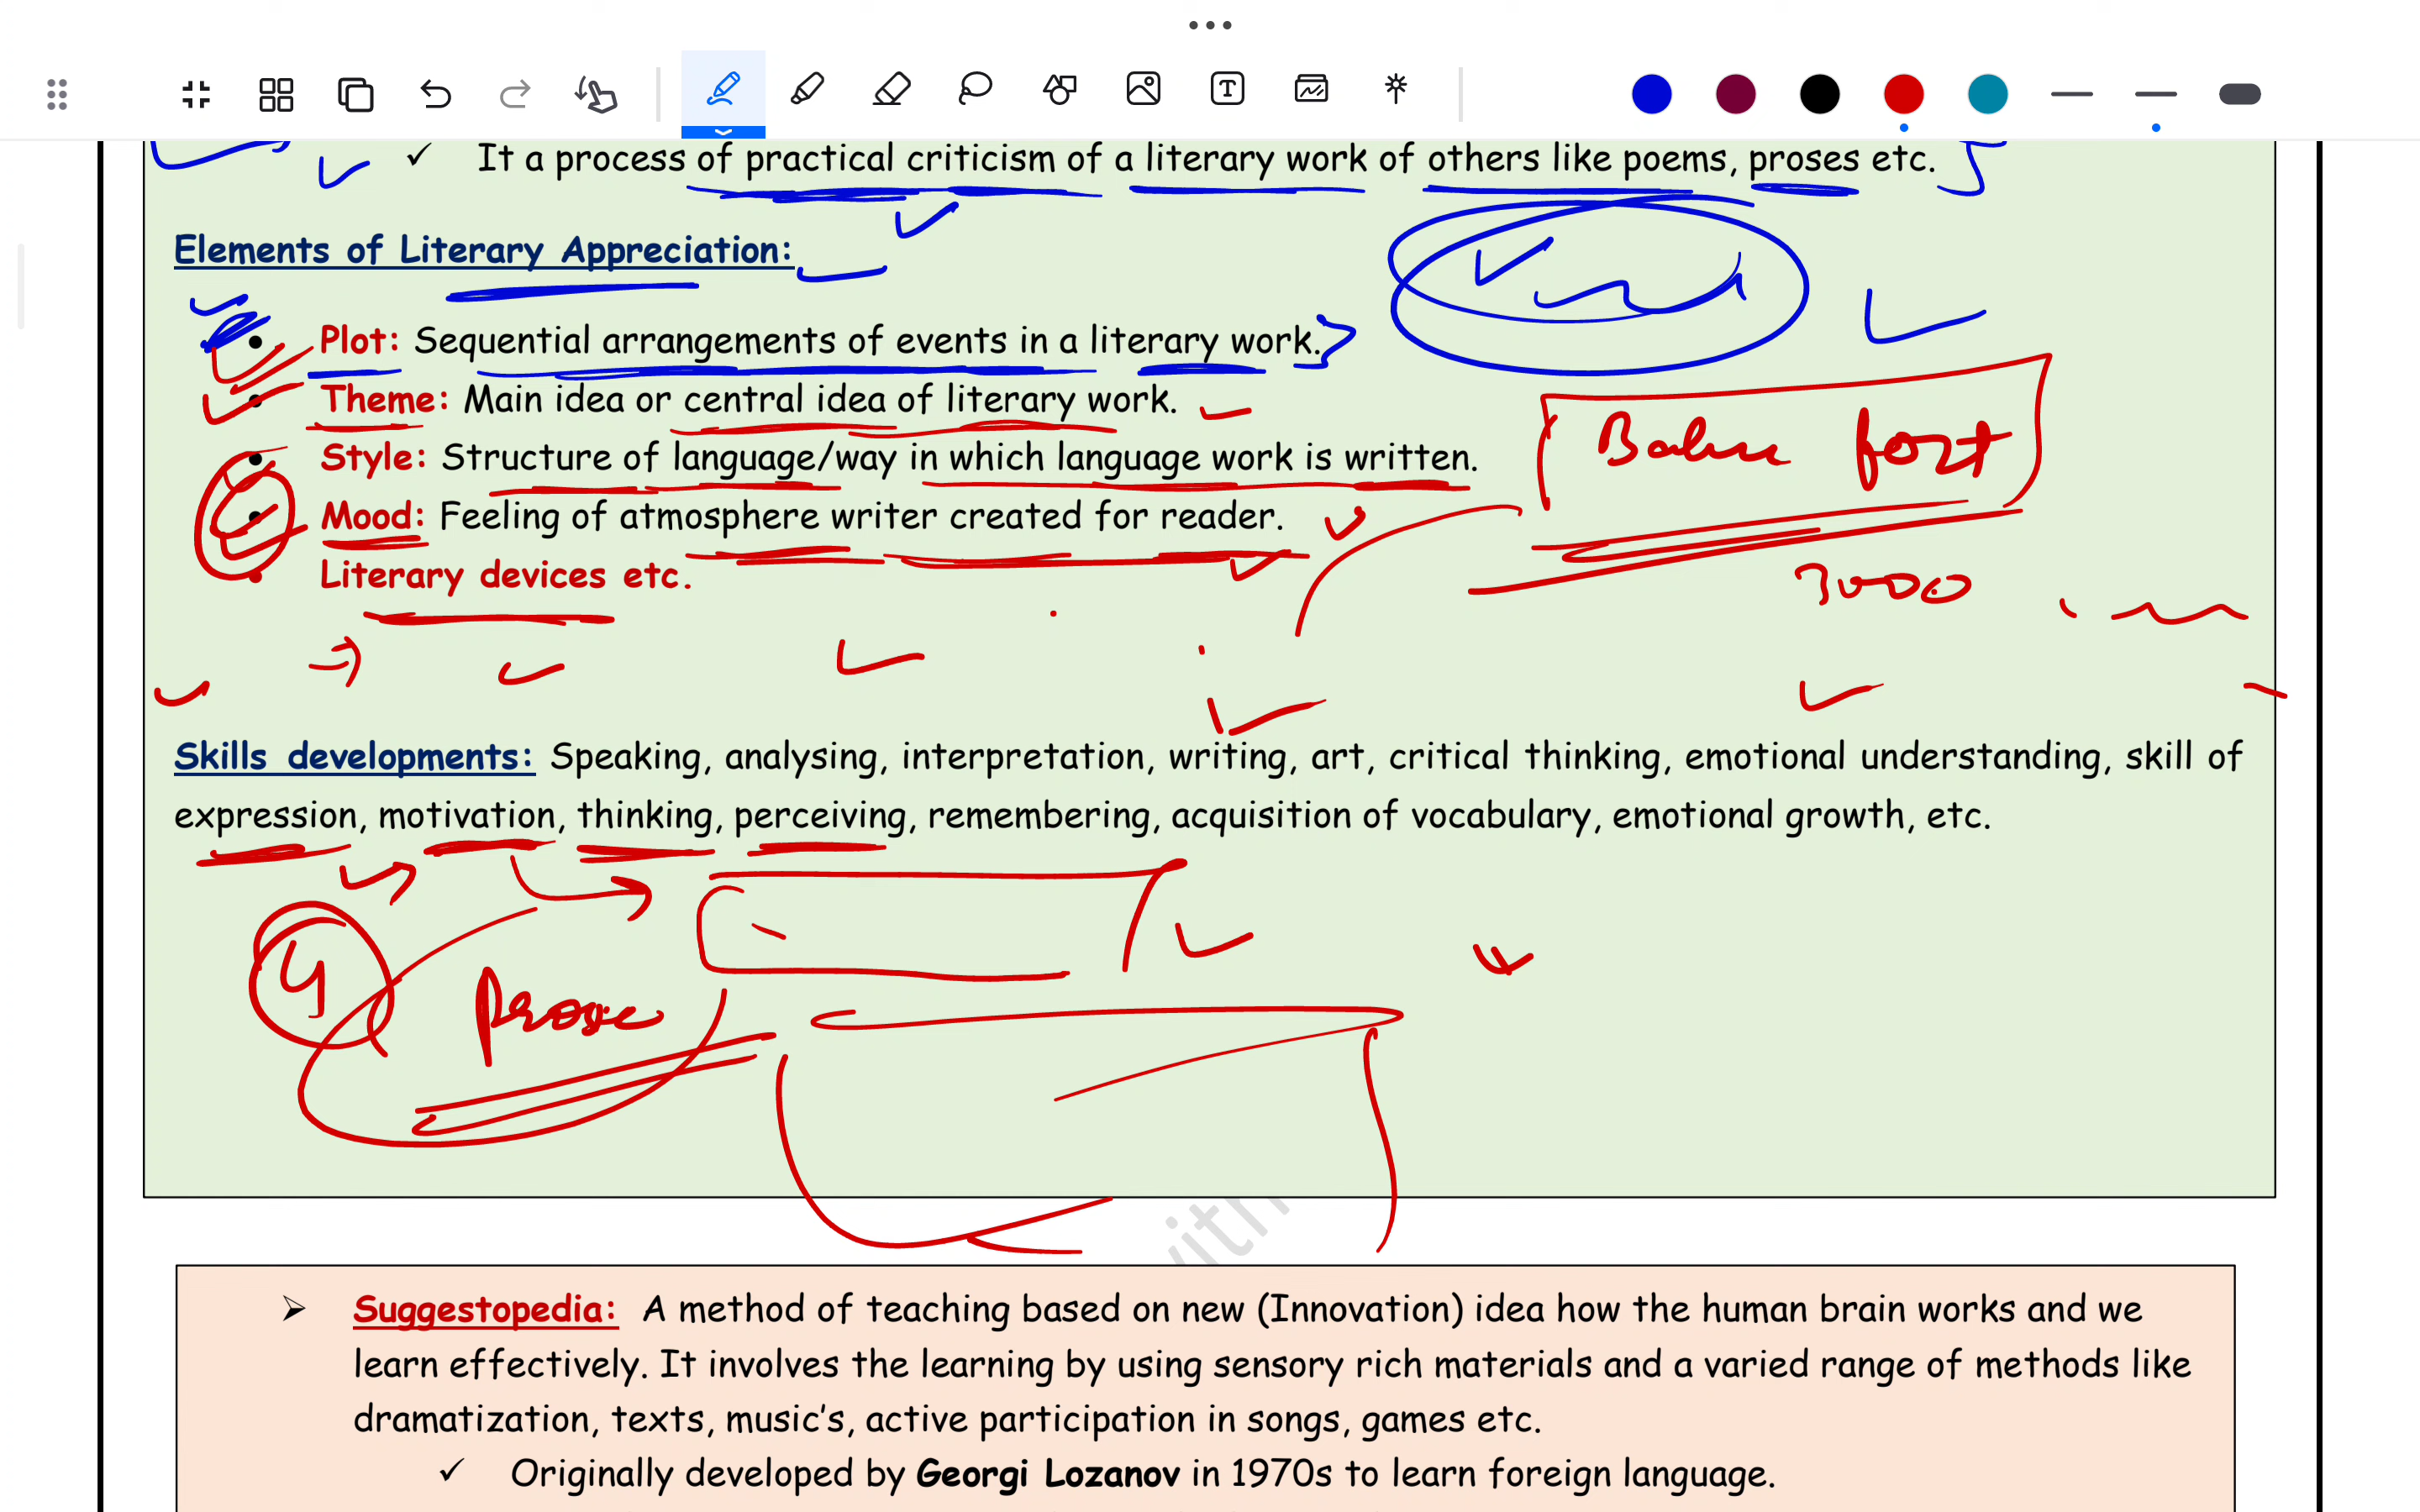 ✓ It a process of practical criticism of a literary work of others like poems, proses etc.
Elements of Literary Appreciation:
• Plot: Sequential arrangements of events in a literary work.
• Theme: Main idea or central idea of literary work.
• Style: Structure of language/way in which language work is written.
• Mood: Feeling of atmosphere writer created for reader.
• Literary devices etc.
Bahu fort
3000
Skills developments: Speaking, analysing, interpretation, writing, art, critical thinking, emotional understanding, skill of
expression, motivation, thinking, perceiving, remembering, acquisition of vocabulary, emotional growth, etc.
4
Prose
with
➢ Suggestopedia: A method of teaching based on new (Innovation) idea how the human brain works and we
learn effectively. It involves the learning by using sensory rich materials and a varied range of methods like
dramatization, texts, music's, active participation in songs, games etc.
✓ Originally developed by Georgi Lozanov in 1970s to learn foreign language.